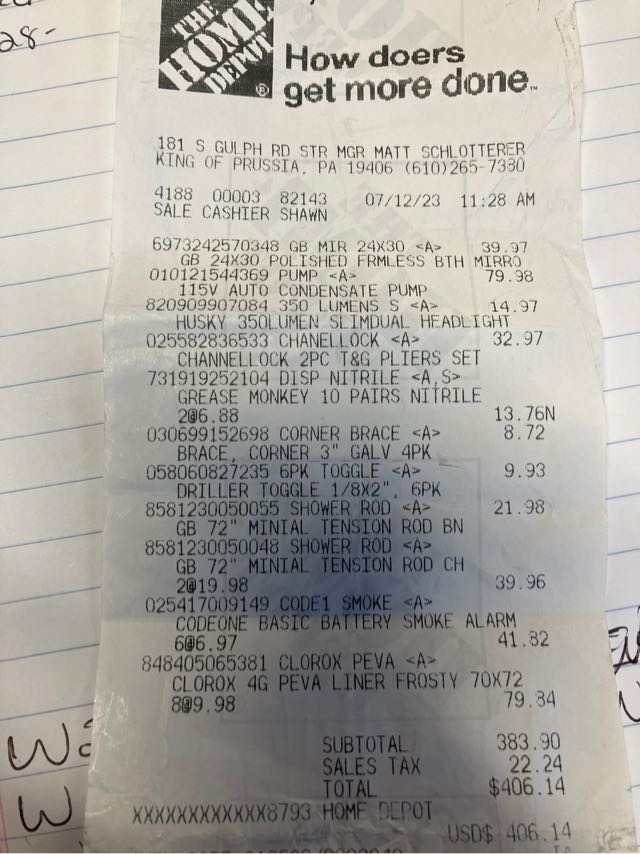 28-
THE
HOME
DEPOT
®
How doers
get more done.™
181 S GULPH RD STR MGR MATT SCHLOTTERER
KING OF PRUSSIA, PA 19406 (610)265-7330
4188 00003 82143 07/12/23 11:28 AM
SALE CASHIER SHAWN
6973242570348 GB MIR 24X30 <A> 39.97
GB 24X30 POLISHED FRMLESS BTH MIRRO
010121544369 PUMP <A> 79.98
115V AUTO CONDENSATE PUMP
820909907084 350 LUMENS S <A> 14.97
HUSKY 350LUMEN SLIMDUAL HEADLIGHT
025582836533 CHANELLOCK <A> 32.97
CHANNELLOCK 2PC T&G PLIERS SET
731919252104 DISP NITRILE <A,S>
GREASE MONKEY 10 PAIRS NITRILE
2@6.88 13.76N
030699152698 CORNER BRACE <A> 8.72
BRACE, CORNER 3" GALV 4PK
058060827235 6PK TOGGLE <A> 9.93
DRILLER TOGGLE 1/8X2", 6PK
8581230050055 SHOWER ROD <A> 21.98
GB 72" MINIAL TENSION ROD BN
8581230050048 SHOWER ROD <A>
GB 72" MINIAL TENSION ROD CH
2@19.98 39.96
025417009149 CODE1 SMOKE <A>
CODEONE BASIC BATTERY SMOKE ALARM
6@6.97 41.82
848405065381 CLOROX PEVA <A>
CLOROX 4G PEVA LINER FROSTY 70X72
8@9.98 79.84
SUBTOTAL 383.90
SALES TAX 22.24
TOTAL $406.14
XXXXXXXXXXXX8793 HOME DEPOT
USD$ 406.14